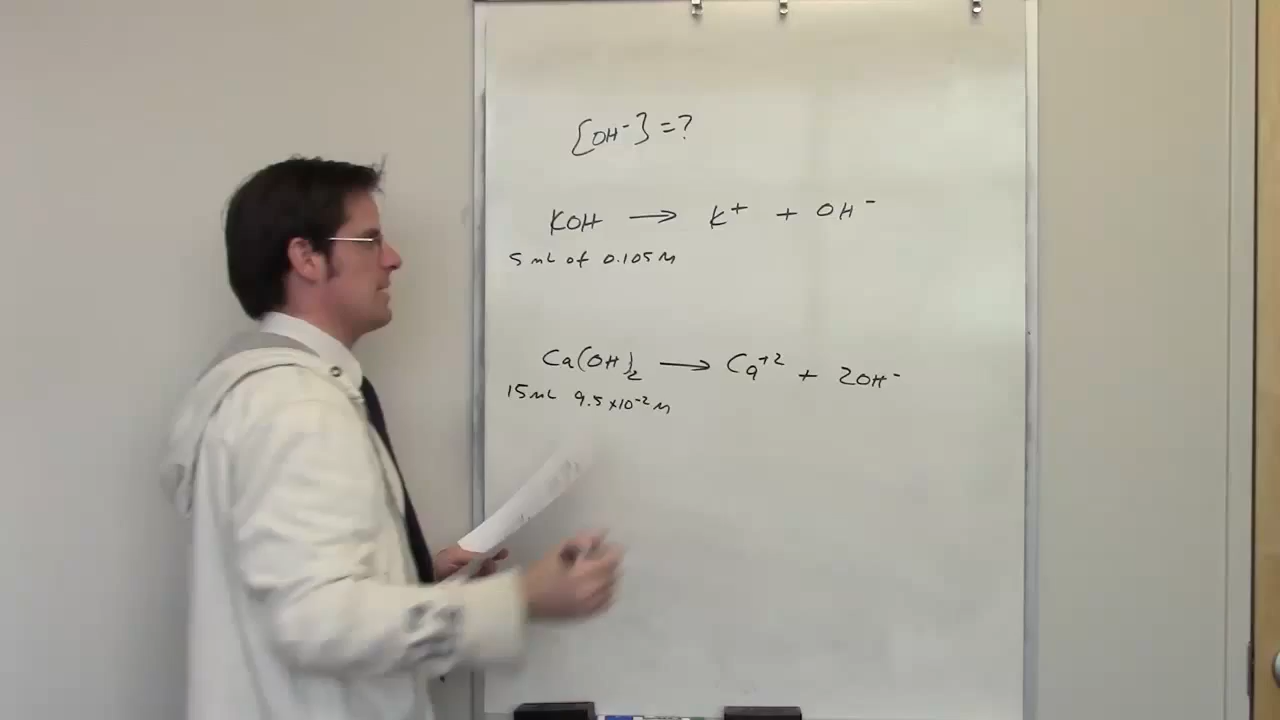 [OH⁻] = ?
KOH → K⁺ + OH⁻
5 mL of 0.105 M
Ca(OH)₂ → Ca⁺² + 2OH⁻
15 mL 9.5 x 10⁻² M